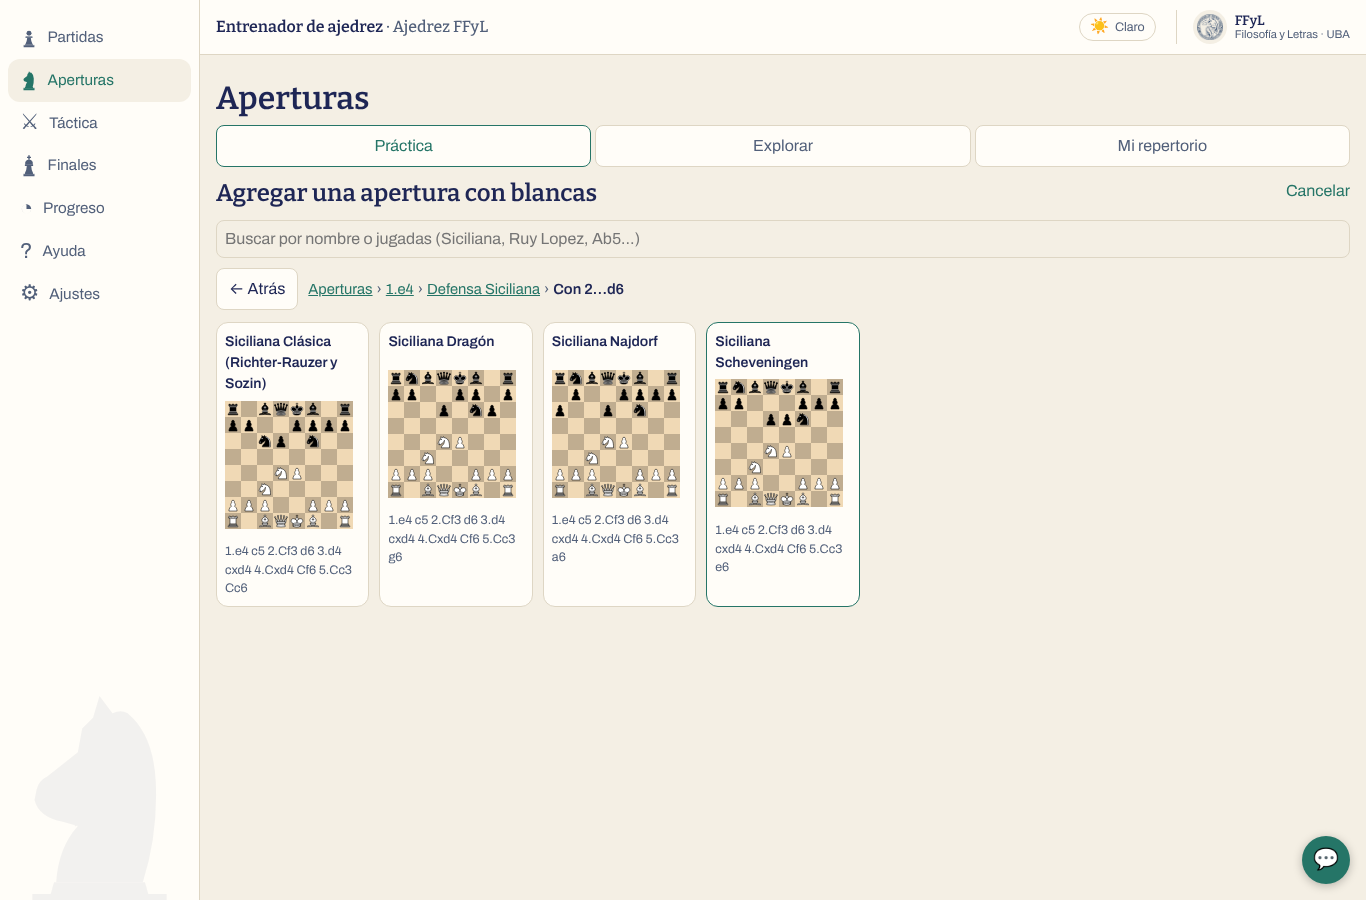 Partidas
Aperturas
Táctica
Finales
Progreso
? Ayuda
Ajustes
Entrenador de ajedrez · Ajedrez FFyL
Claro
FFyL
Filosofía y Letras · UBA
Aperturas
Práctica
Explorar
Mi repertorio
Agregar una apertura con blancas
Cancelar
Buscar por nombre o jugadas (Siciliana, Ruy Lopez, Ab5...)
← Atrás
Aperturas › 1.e4 › Defensa Siciliana › Con 2...d6
Siciliana Clásica
(Richter-Rauzer y
Sozin)
1.e4 c5 2.Cf3 d6 3.d4
cxd4 4.Cxd4 Cf6 5.Cc3
Cc6
Siciliana Dragón
1.e4 c5 2.Cf3 d6 3.d4
cxd4 4.Cxd4 Cf6 5.Cc3
g6
Siciliana Najdorf
1.e4 c5 2.Cf3 d6 3.d4
cxd4 4.Cxd4 Cf6 5.Cc3
a6
Siciliana
Scheveningen
1.e4 c5 2.Cf3 d6 3.d4
cxd4 4.Cxd4 Cf6 5.Cc3
e6